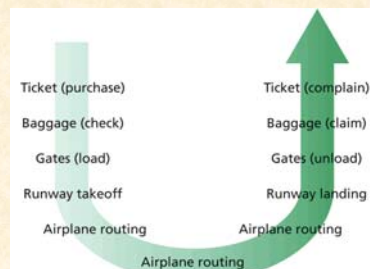 Ticket (purchase)
Baggage (check)
Gates (load)
Runway takeoff
Airplane routing
Airplane routing
Ticket (complain)
Baggage (claim)
Gates (unload)
Runway landing
Airplane routing